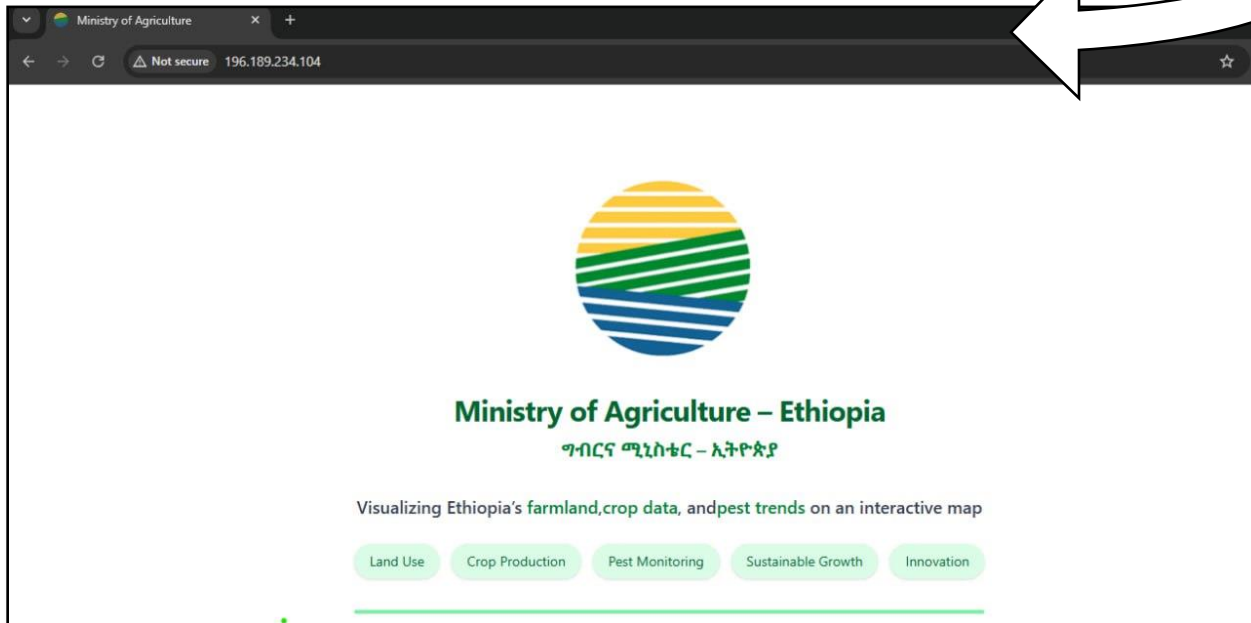 Ministry of Agriculture
Not secure 196.189.234.104
Ministry of Agriculture – Ethiopia
ግብርና ሚኒስቴር – ኢትዮጵያ
Visualizing Ethiopia's farmland,crop data, andpest trends on an interactive map
Land Use Crop Production Pest Monitoring Sustainable Growth Innovation